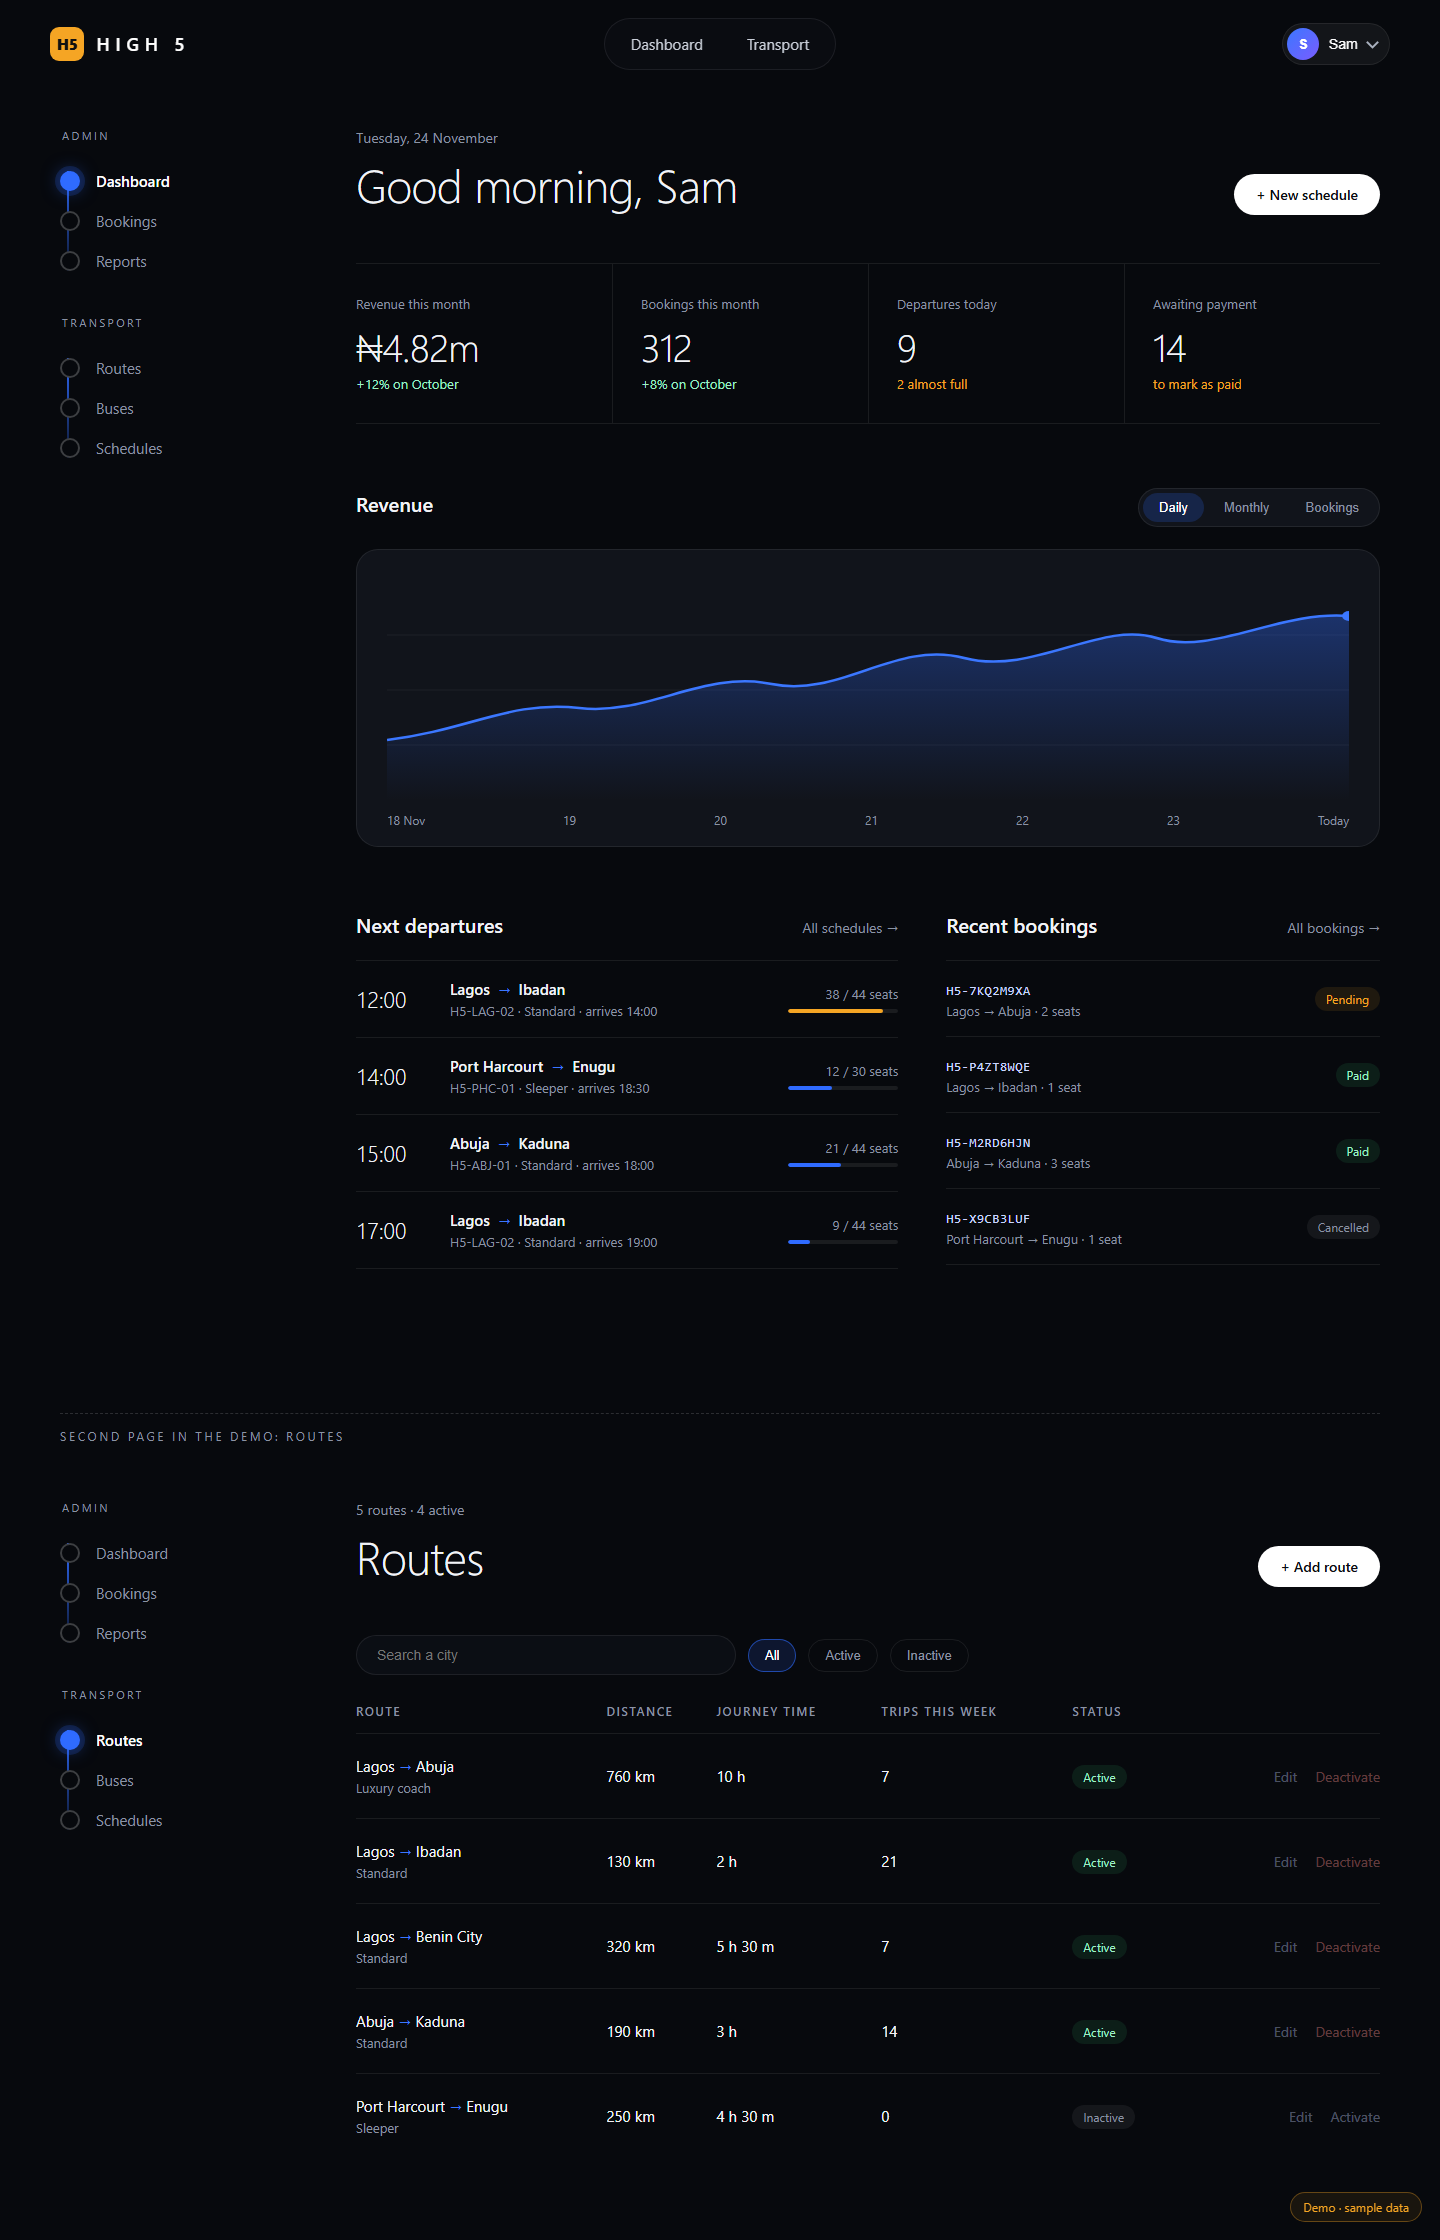 H5 HIGH 5
Dashboard Transport
S Sam
ADMIN
Dashboard
Bookings
Reports
TRANSPORT
Routes
Buses
Schedules
Tuesday, 24 November
Good morning, Sam
+ New schedule
Revenue this month
₦4.82m
+12% on October
Bookings this month
312
+8% on October
Departures today
9
2 almost full
Awaiting payment
14
to mark as paid
Revenue
Daily Monthly Bookings
18 Nov 19 20 21 22 23 Today
Next departures
All schedules →
12:00
Lagos → Ibadan
H5-LAG-02 · Standard · arrives 14:00
38 / 44 seats
14:00
Port Harcourt → Enugu
H5-PHC-01 · Sleeper · arrives 18:30
12 / 30 seats
15:00
Abuja → Kaduna
H5-ABJ-01 · Standard · arrives 18:00
21 / 44 seats
17:00
Lagos → Ibadan
H5-LAG-02 · Standard · arrives 19:00
9 / 44 seats
Recent bookings
All bookings →
H5-7KQ2M9XA
Lagos → Abuja · 2 seats
Pending
H5-P4ZT8WQE
Lagos → Ibadan · 1 seat
Paid
H5-M2RD6HJN
Abuja → Kaduna · 3 seats
Paid
H5-X9CB3LUF
Port Harcourt → Enugu · 1 seat
Cancelled
SECOND PAGE IN THE DEMO: ROUTES
ADMIN
Dashboard
Bookings
Reports
TRANSPORT
Routes
Buses
Schedules
5 routes · 4 active
Routes
+ Add route
Search a city
All Active Inactive
ROUTE DISTANCE JOURNEY TIME TRIPS THIS WEEK STATUS
Lagos → Abuja
Luxury coach
760 km 10 h 7 Active Edit Deactivate
Lagos → Ibadan
Standard
130 km 2 h 21 Active Edit Deactivate
Lagos → Benin City
Standard
320 km 5 h 30 m 7 Active Edit Deactivate
Abuja → Kaduna
Standard
190 km 3 h 14 Active Edit Deactivate
Port Harcourt → Enugu
Sleeper
250 km 4 h 30 m 0 Inactive Edit Activate
Demo · sample data